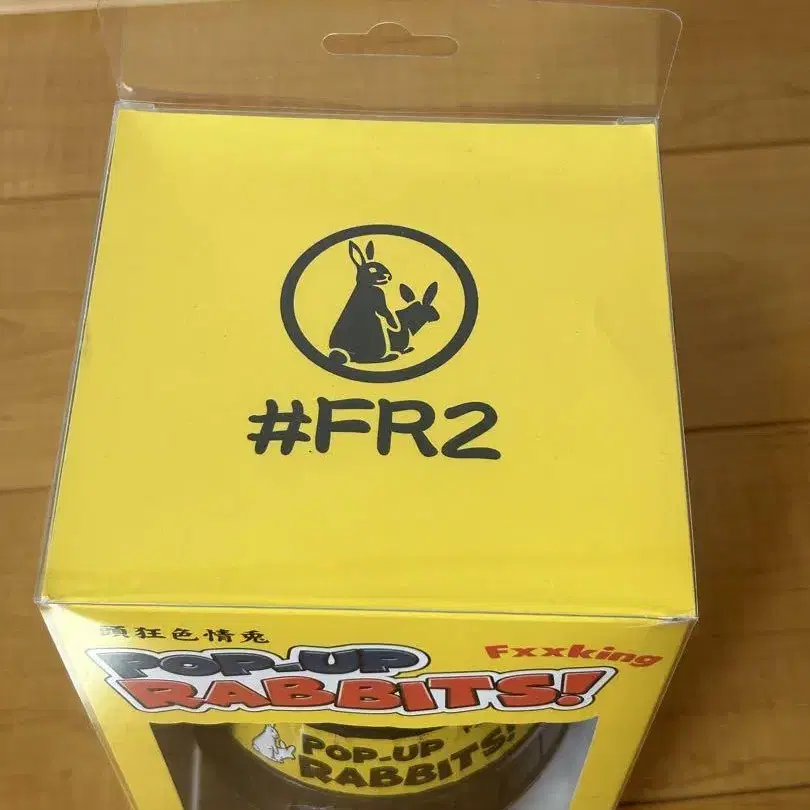 #FR2
頭狂色情兎
Fxxking
POP-UP
RABBITS!
POP-UP
RABBITS!